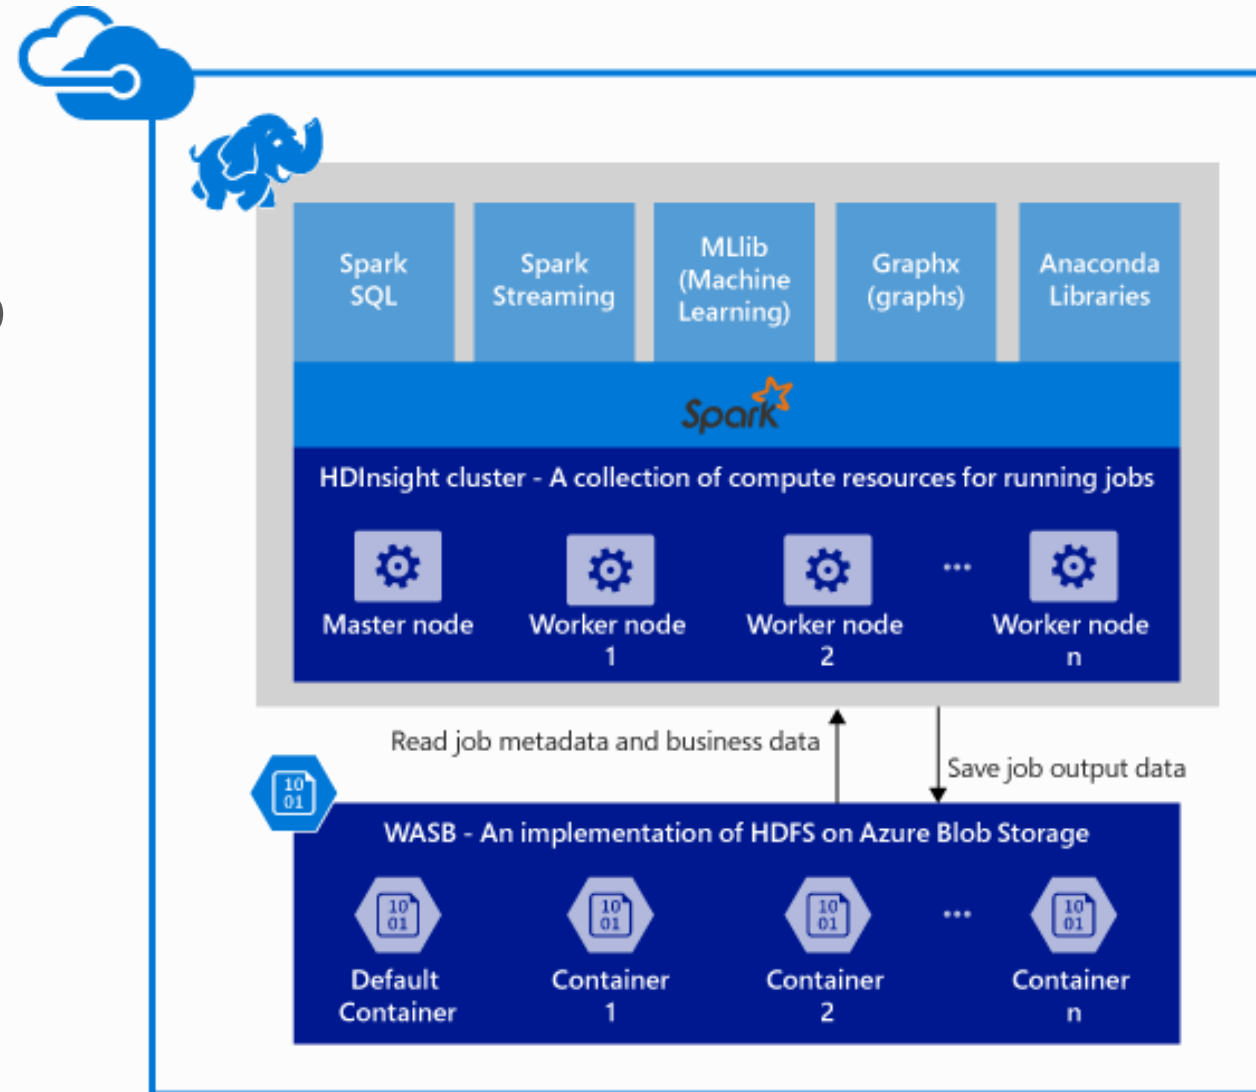 Spark
SQL
Spark
Streaming
MLlib
(Machine
Learning)
Graphx
(graphs)
Anaconda
Libraries
Spark
HDInsight cluster - A collection of compute resources for running jobs
Master node
Worker node
1
Worker node
2
...
Worker node
n
Read job metadata and business data
Save job output data
10
01
WASB - An implementation of HDFS on Azure Blob Storage
10
01
10
01
10
01
...
10
01
Default
Container
Container
1
Container
2
Container
n
)